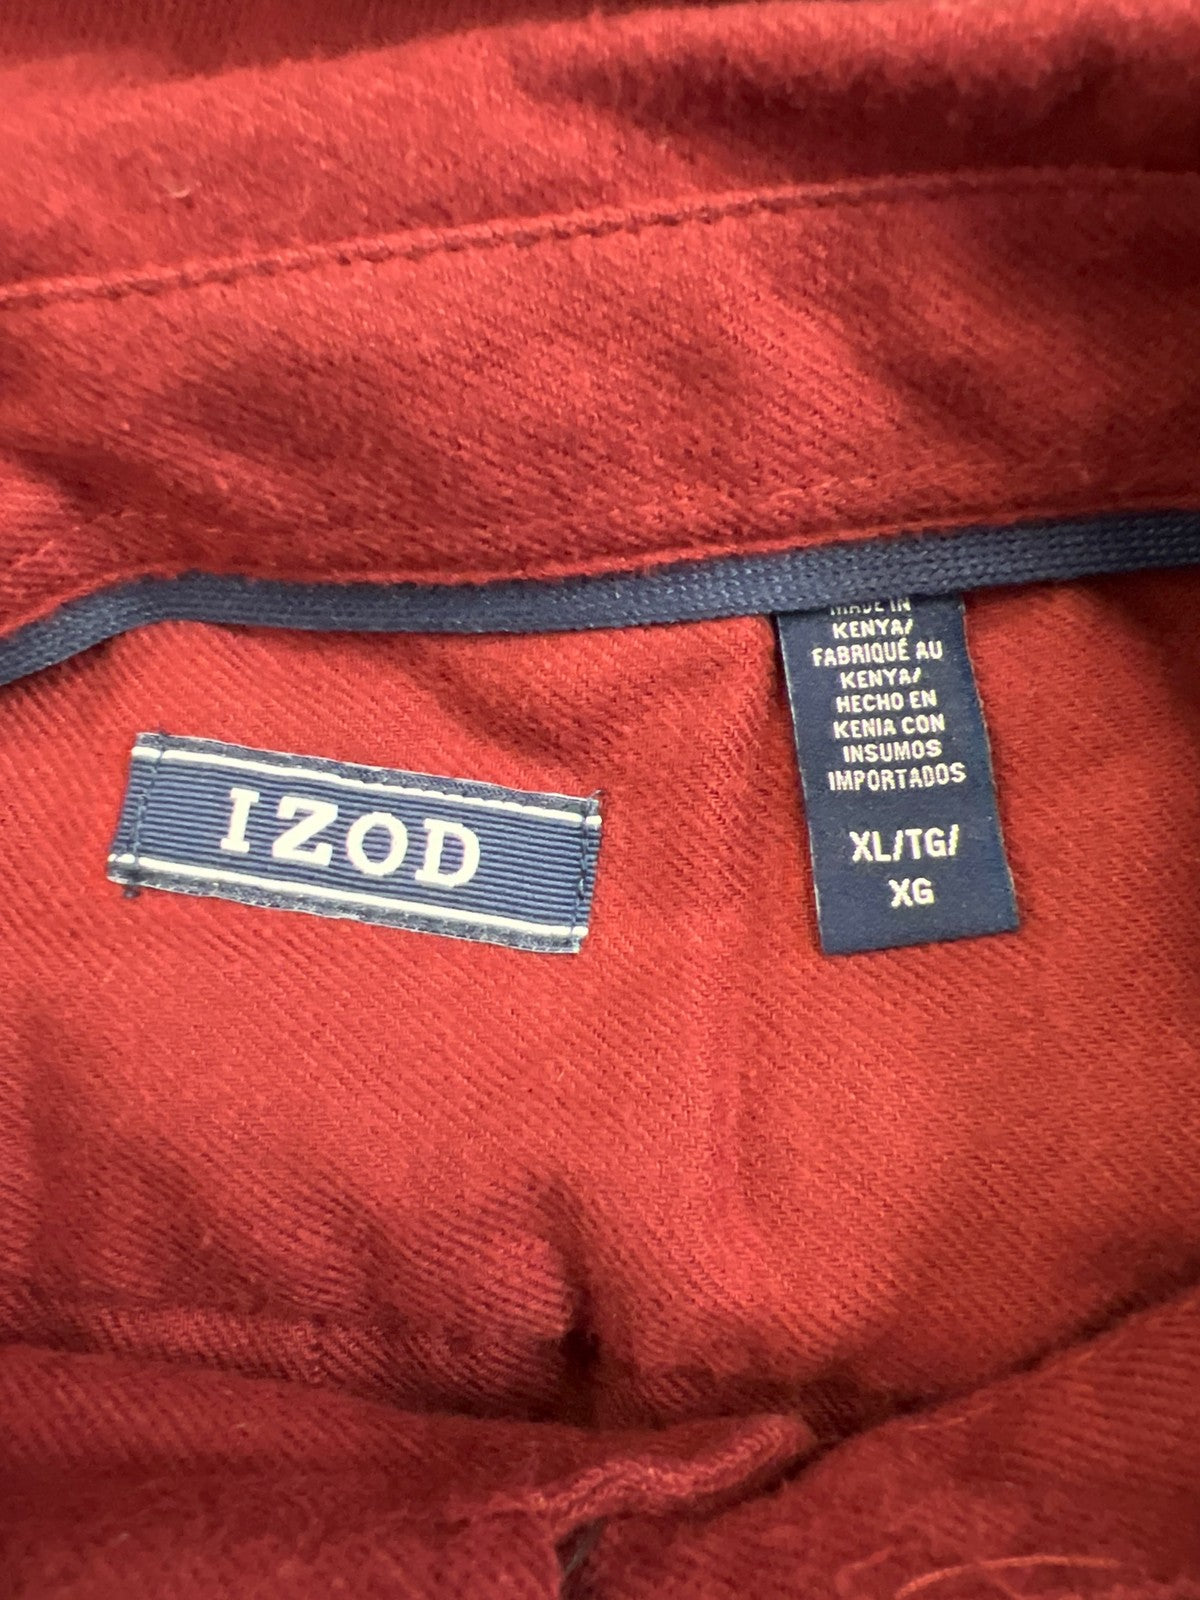 IZOD
MADE IN
KENYA/
FABRIQUÉ AU
KENYA/
HECHO EN
KENIA CON
INSUMOS
IMPORTADOS
XL/TG/
XG